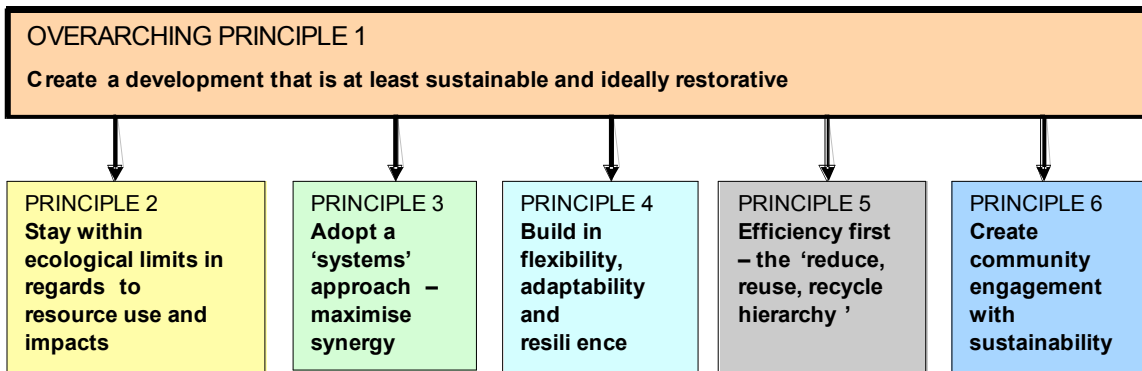 OVERARCHING PRINCIPLE 1
Create a development that is at least sustainable and ideally restorative
PRINCIPLE 2
Stay within
ecological limits in
regards to
resource use and
impacts
PRINCIPLE 3
Adopt a
‘systems’
approach –
maximise
synergy
PRINCIPLE 4
Build in
flexibility,
adaptability
and
resili ence
PRINCIPLE 5
Efficiency first
– the ‘reduce,
reuse, recycle
hierarchy ’
PRINCIPLE 6
Create
community
engagement
with
sustainability